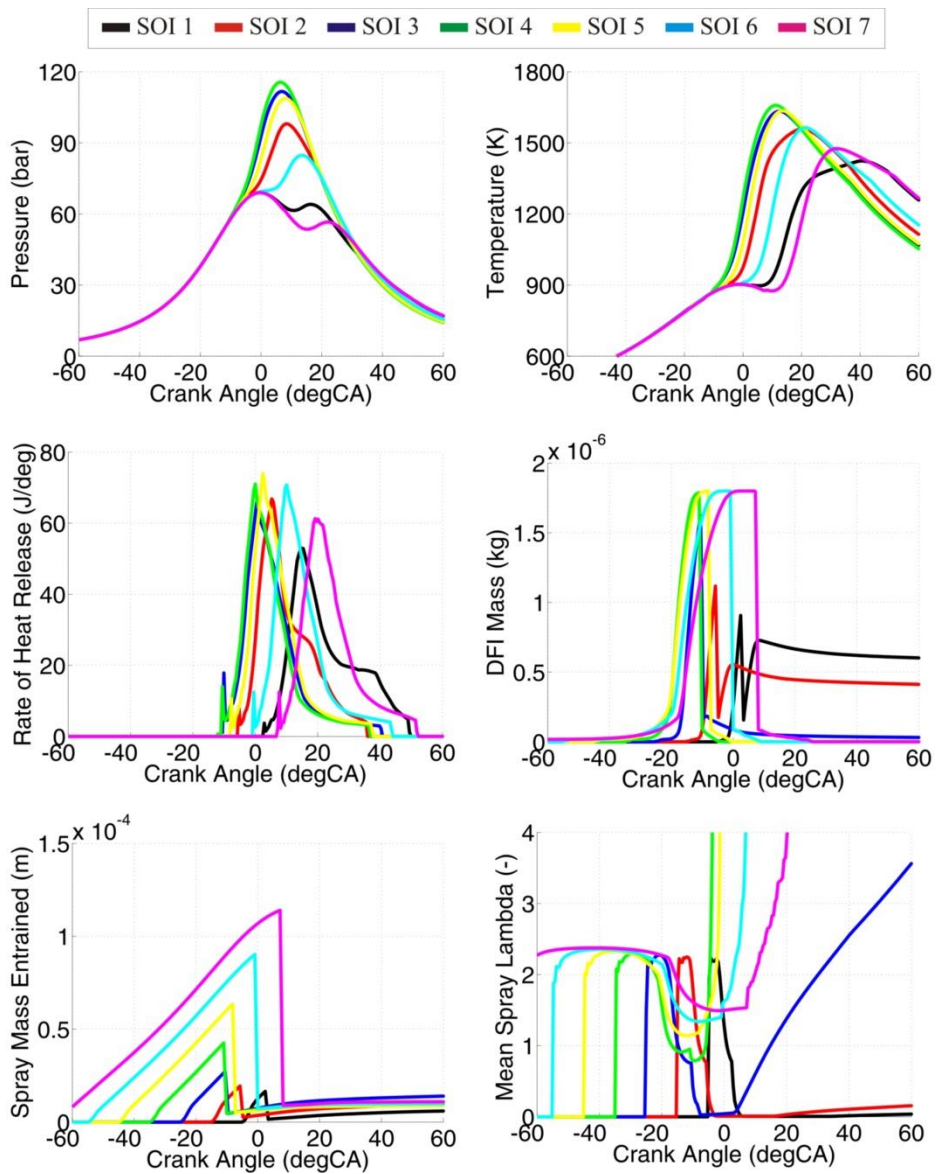 SOI 1 SOI 2 SOI 3 SOI 4 SOI 5 SOI 6 SOI 7
Pressure (bar)
120
90
60
30
0
-60 -40 -20 0 20 40 60
Crank Angle (degCA)
Temperature (K)
1800
1500
1200
900
600
-60 -40 -20 0 20 40 60
Crank Angle (degCA)
Rate of Heat Release (J/deg)
80
60
40
20
0
-60 -40 -20 0 20 40 60
Crank Angle (degCA)
DFI Mass (kg)
x 10-6
2
1.5
1
0.5
0
-60 -40 -20 0 20 40 60
Crank Angle (degCA)
Spray Mass Entrained (m)
x 10-4
1.5
1
0.5
0
-60 -40 -20 0 20 40 60
Crank Angle (degCA)
Mean Spray Lambda (-)
4
3
2
1
0
-60 -40 -20 0 20 40 60
Crank Angle (degCA)